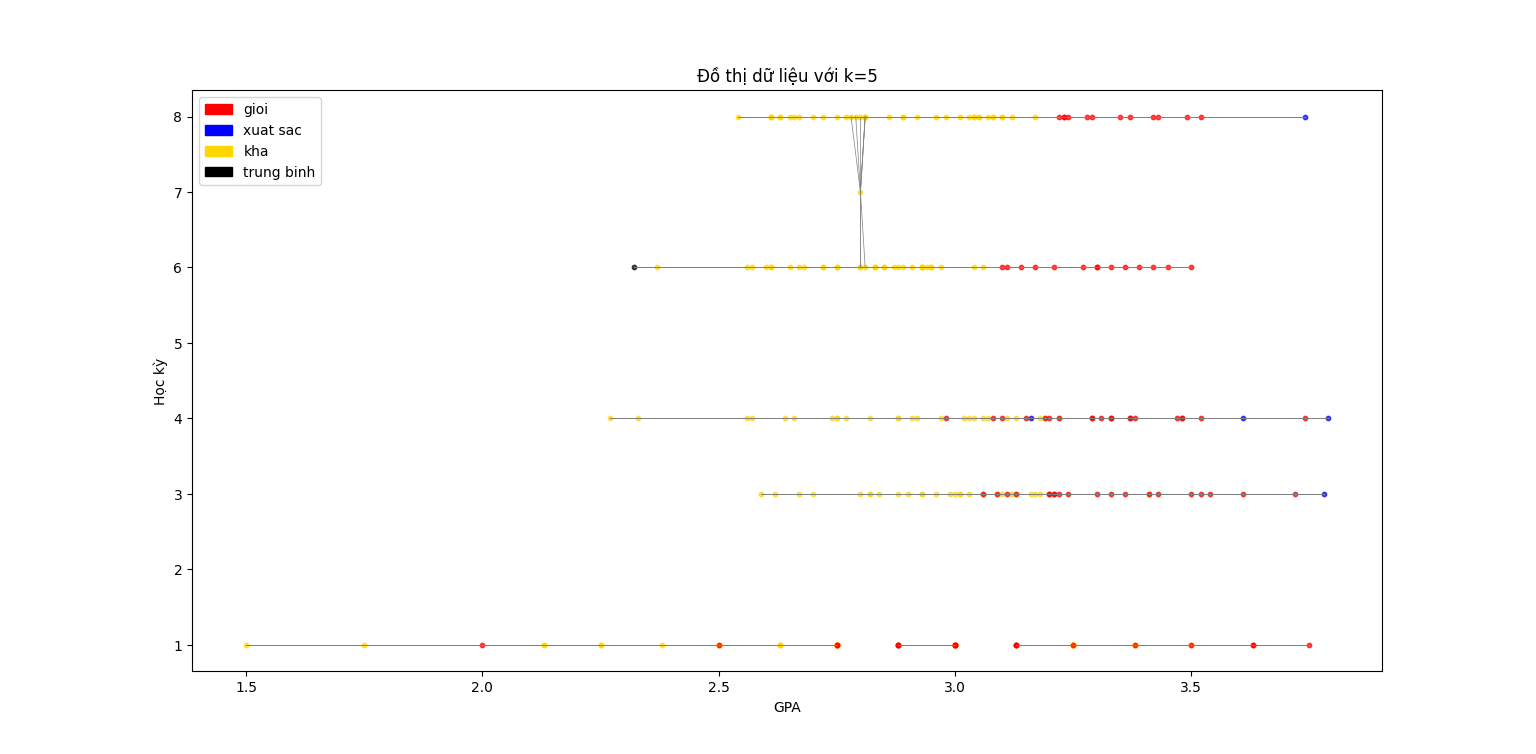 Đồ thị dữ liệu với k=5
gioi
xuat sac
kha
trung binh
8
7
6
5
4
3
2
1
Học kỳ
1.5
2.0
2.5
3.0
3.5
GPA